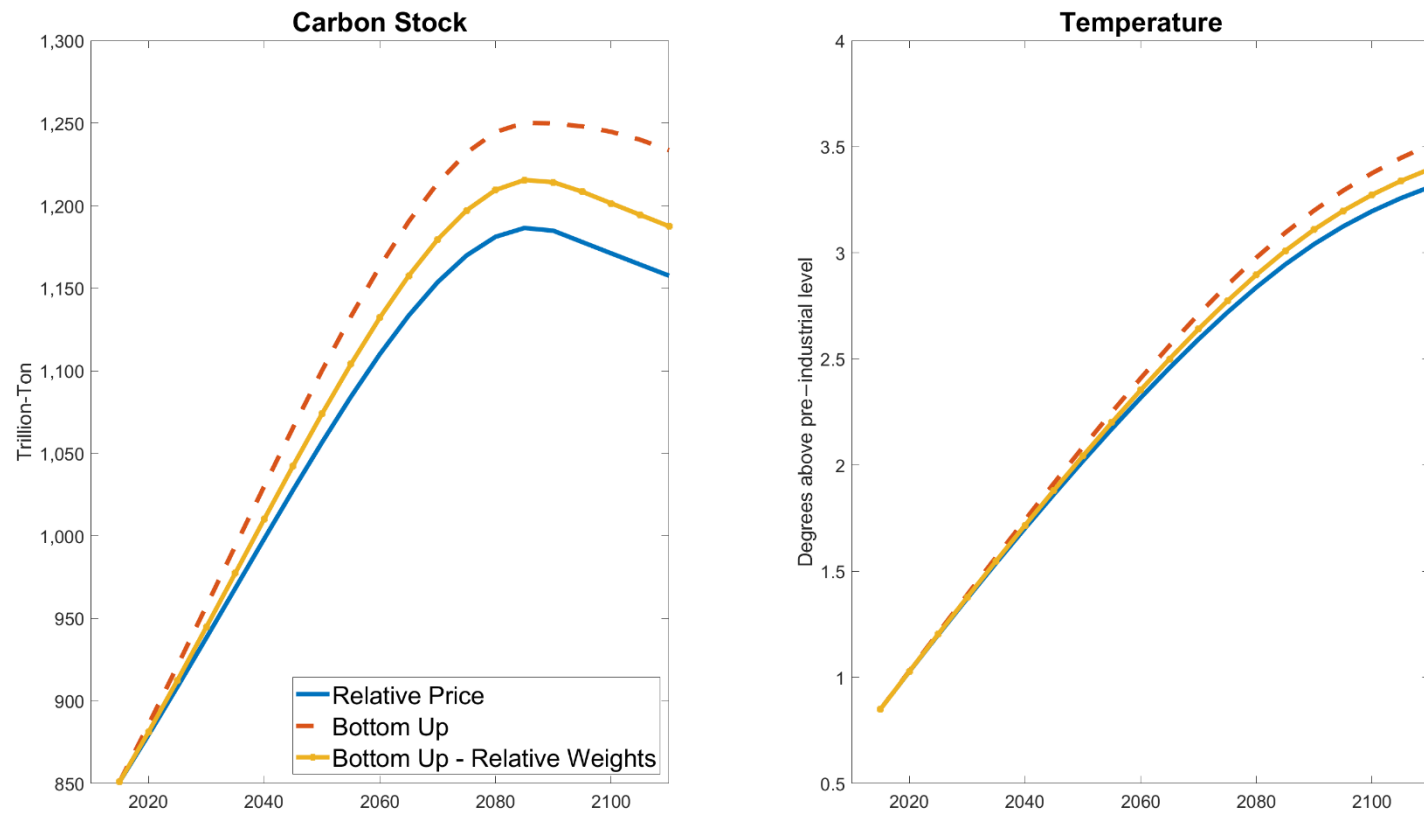 Carbon Stock
1,300
1,250
1,200
1,150
1,100
1,050
1,000
950
900
850
Trillion-Ton
2020 2040 2060 2080 2100
Relative Price
Bottom Up
Bottom Up - Relative Weights
Temperature
4
3.5
3
2.5
2
1.5
1
0.5
Degrees above pre−industrial level
2020 2040 2060 2080 2100